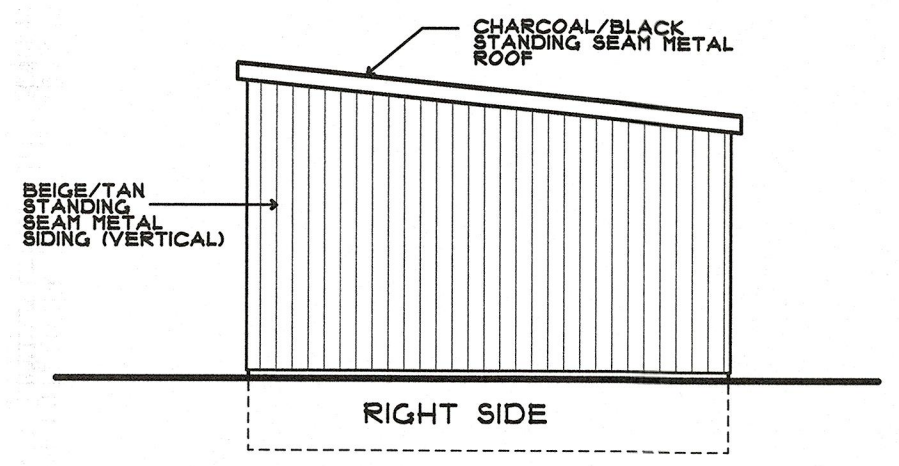 CHARCOAL/BLACK
STANDING SEAM METAL
ROOF
BEIGE/TAN
STANDING
SEAM METAL
SIDING (VERTICAL)
RIGHT SIDE